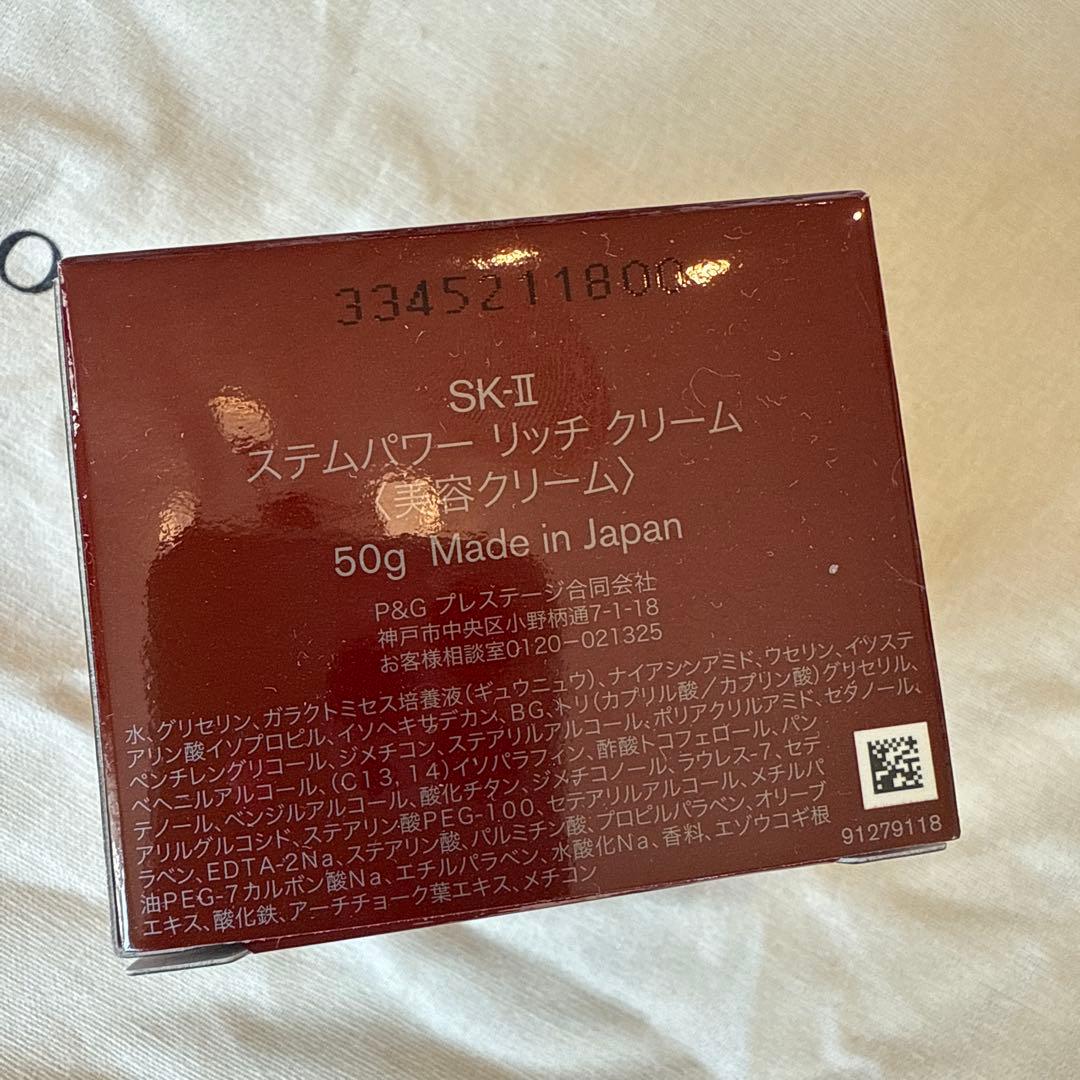 3345211800
SK-Ⅱ
ステムパワー リッチ クリーム
〈美容クリーム〉
50g Made in Japan
P&G プレステージ合同会社
神戸市中央区小野柄通7-1-18
お客様相談室0120-021325
水、グリセリン、ガラクトミセス培養液(ギュウニュウ)、ナイアシンアミド、ワセリン、イソステ
アリン酸イソプロピル、イソヘキサデカン、BG、トリ(カプリル酸/カプリン酸)グリセリル、
ペンチレングリコール、ジメチコン、ステアリルアルコール、ポリアクリルアミド、セタノール、
ベヘニルアルコール、(C13,14)イソパラフィン、酢酸トコフェロール、パン
テノール、ベンジルアルコール、酸化チタン、ジメチコノール、ラウレス-7、セテ
アリルグルコシド、ステアリン酸PEG-100、セテアリルアルコール、メチルパ
ラベン、EDTA-2Na、ステアリン酸、パルミチン酸、プロピルパラベン、オリーブ
油PEG-7カルボン酸Na、エチルパラベン、水酸化Na、香料、エゾウコギ根
エキス、酸化鉄、アーチチョーク葉エキス、メチコン
91279118